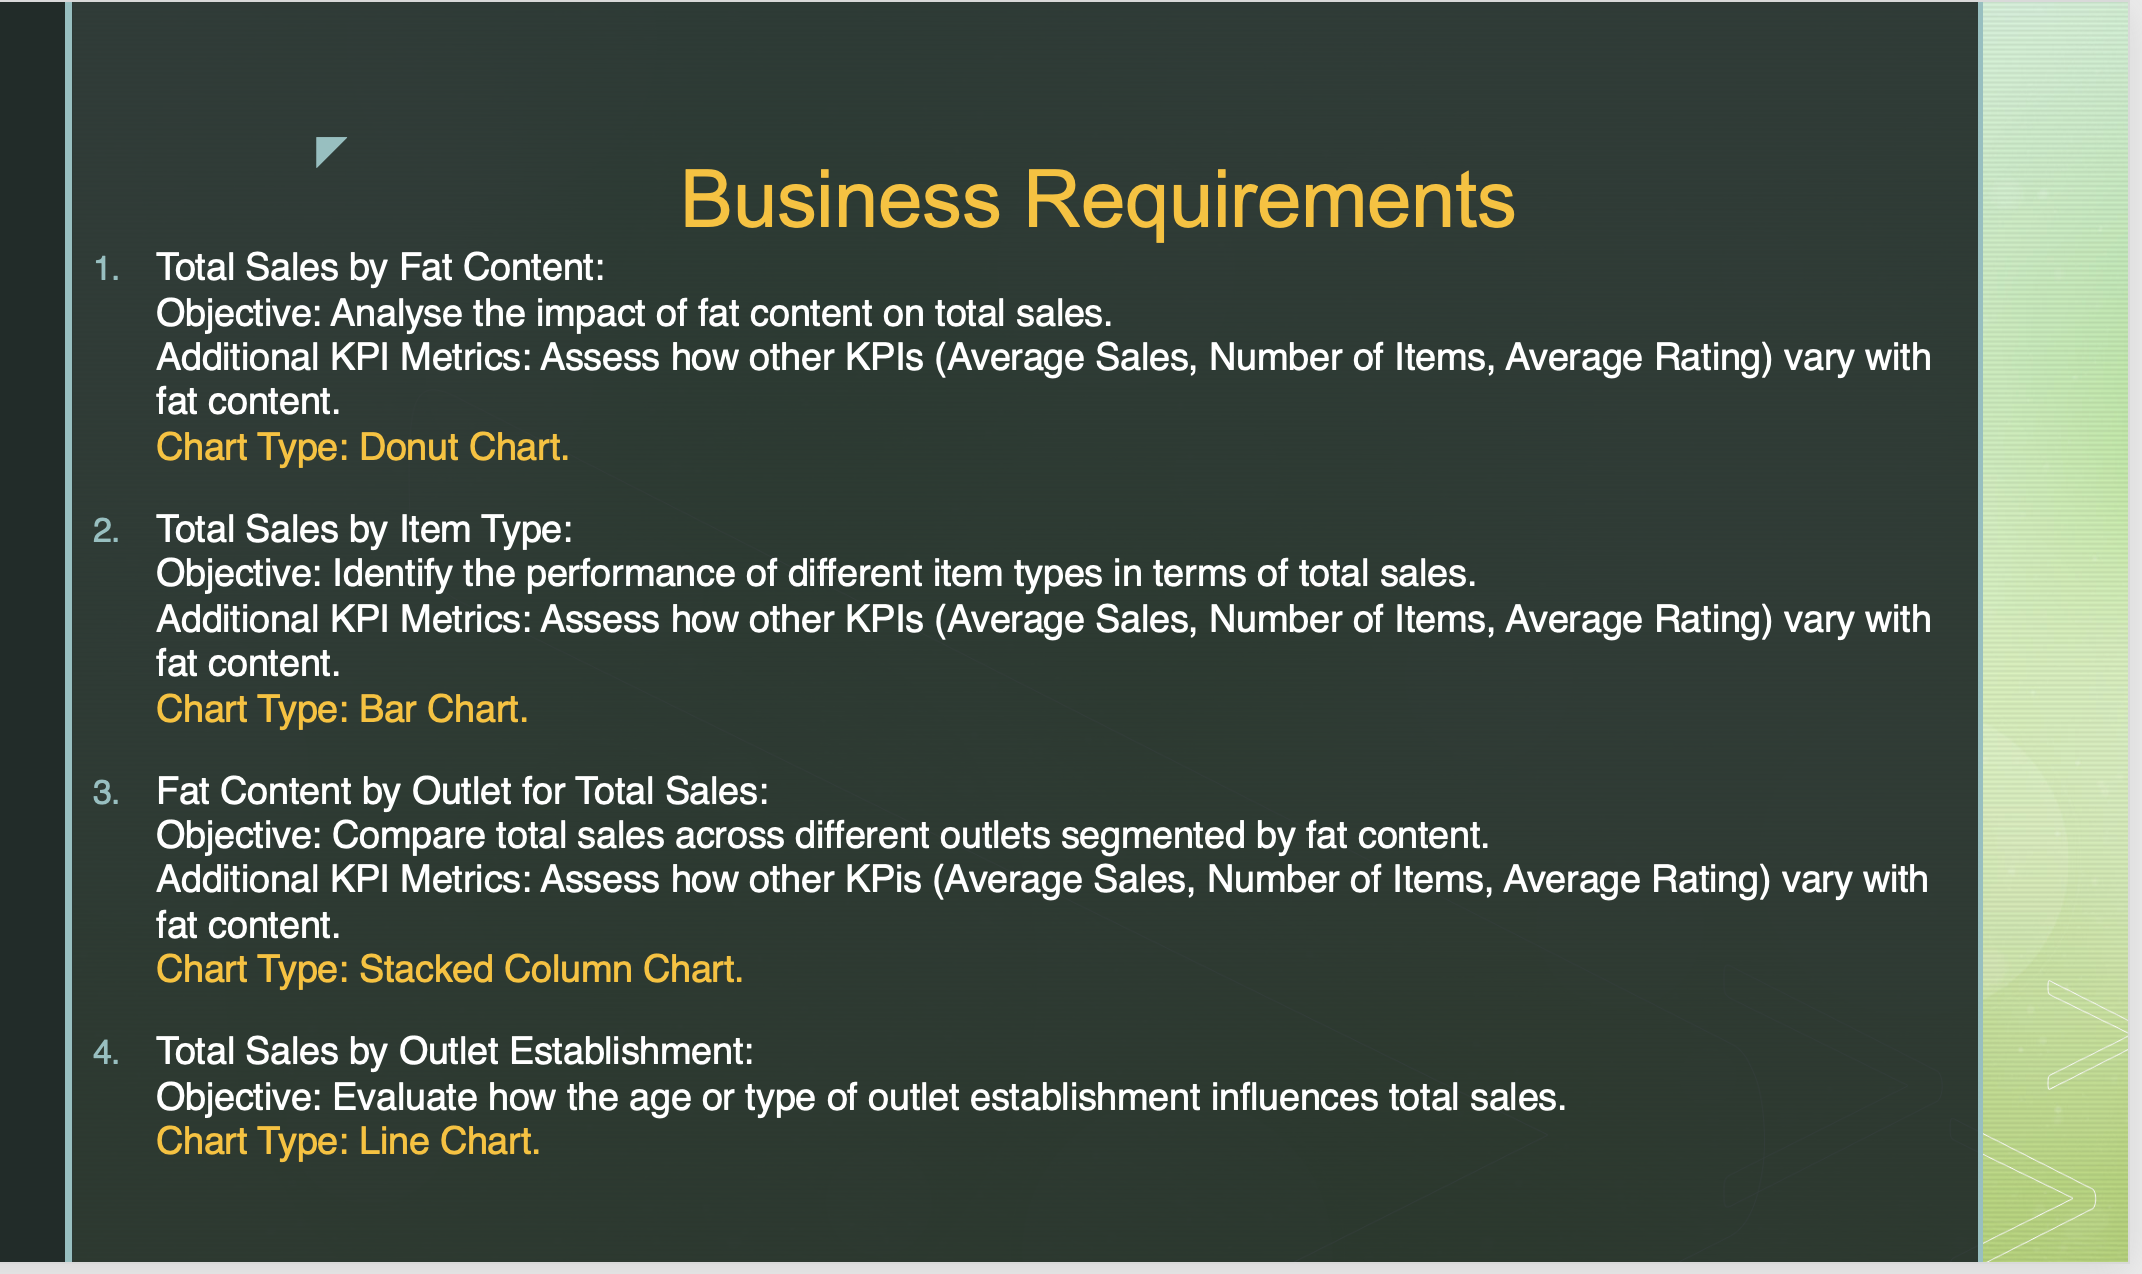 Business Requirements
1. Total Sales by Fat Content:
Objective: Analyse the impact of fat content on total sales.
Additional KPI Metrics: Assess how other KPIs (Average Sales, Number of Items, Average Rating) vary with
fat content.
Chart Type: Donut Chart.
2. Total Sales by Item Type:
Objective: Identify the performance of different item types in terms of total sales.
Additional KPI Metrics: Assess how other KPIs (Average Sales, Number of Items, Average Rating) vary with
fat content.
Chart Type: Bar Chart.
3. Fat Content by Outlet for Total Sales:
Objective: Compare total sales across different outlets segmented by fat content.
Additional KPI Metrics: Assess how other KPis (Average Sales, Number of Items, Average Rating) vary with
fat content.
Chart Type: Stacked Column Chart.
4. Total Sales by Outlet Establishment:
Objective: Evaluate how the age or type of outlet establishment influences total sales.
Chart Type: Line Chart.